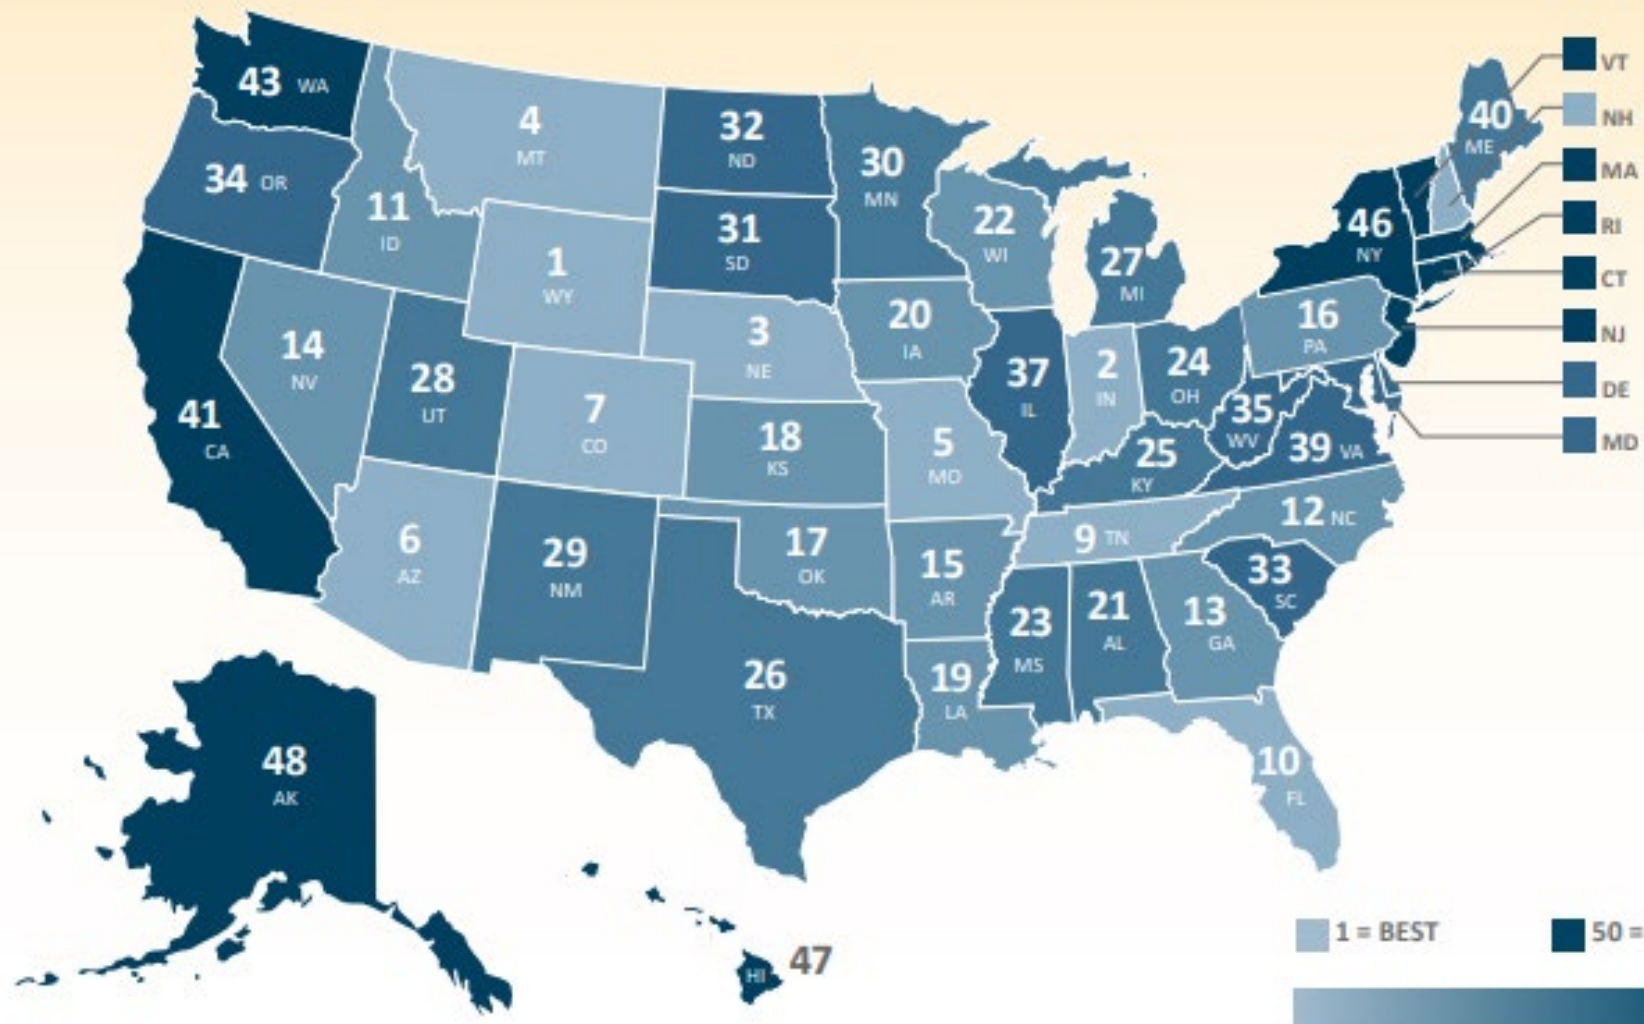 43 WA
34 OR
41 CA
14 NV
11 ID
4 MT
1 WY
28 UT
7 CO
6 AZ
29 NM
32 ND
31 SD
3 NE
18 KS
17 OK
26 TX
30 MN
20 IA
5 MO
15 AR
19 LA
22 WI
37 IL
27 MI
2 IN
24 OH
25 KY
9 TN
23 MS
21 AL
13 GA
10 FL
33 SC
12 NC
39 VA
35 WV
16 PA
46 NY
40 ME
48 AK
HI 47
VT
NH
MA
RI
CT
NJ
DE
MD
1 = BEST
50 =